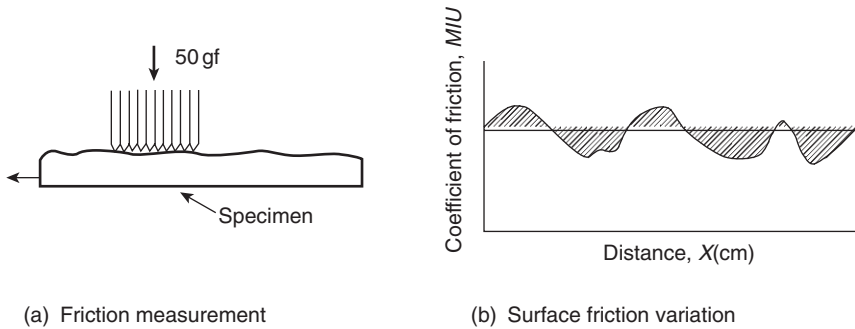 50 gf
Specimen
(a) Friction measurement
Coefficient of friction, MIU
Distance, X(cm)
(b) Surface friction variation